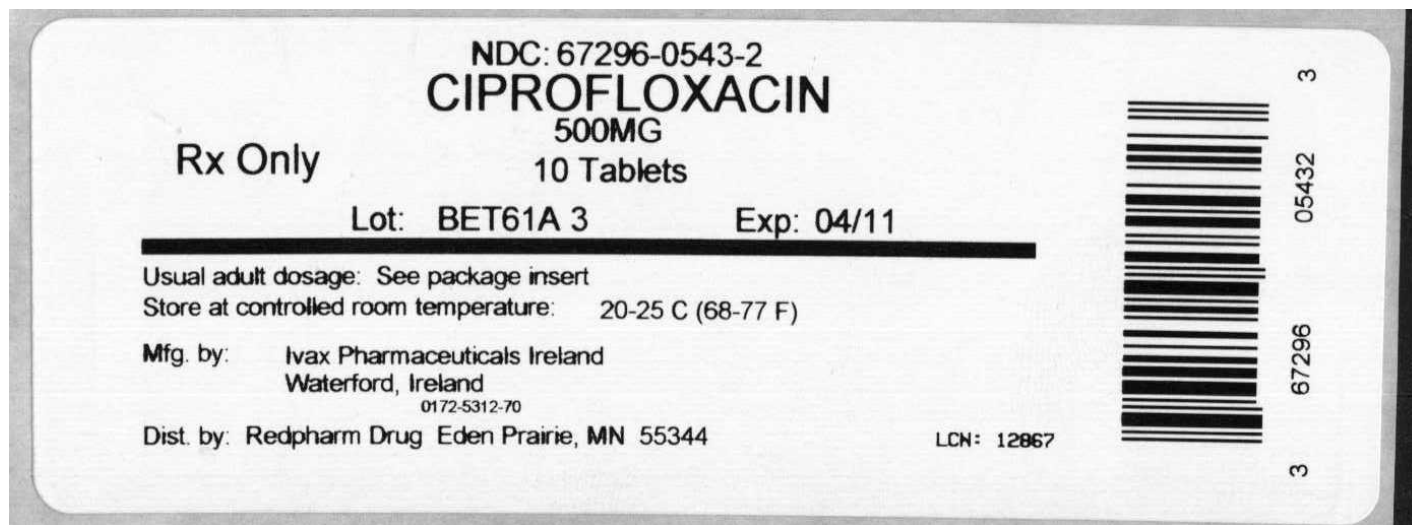 NDC: 67296-0543-2
CIPROFLOXACIN
500MG
Rx Only
10 Tablets
Lot: BET61A 3 Exp: 04/11
Usual adult dosage: See package insert
Store at controlled room temperature: 20-25 C (68-77 F)
Mfg. by: Ivax Pharmaceuticals Ireland
Waterford, Ireland
0172-5312-70
Dist. by: Redpharm Drug Eden Prairie, MN 55344
LCN: 12867
3 67296 05432 3